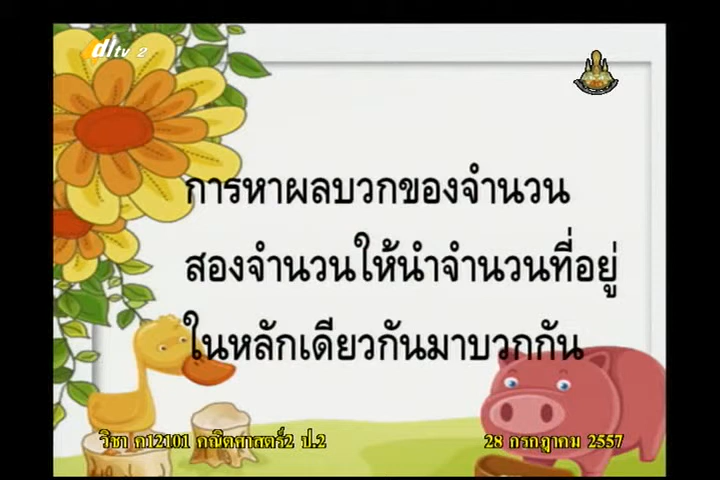 dltv 2
การหาผลบวกของจำนวน
สองจำนวนให้นำจำนวนที่อยู่
ในหลักเดียวกันมาบวกกัน
วิชา ค12101 คณิตศาสตร์2 ป.2
28 กรกฎาคม 2557